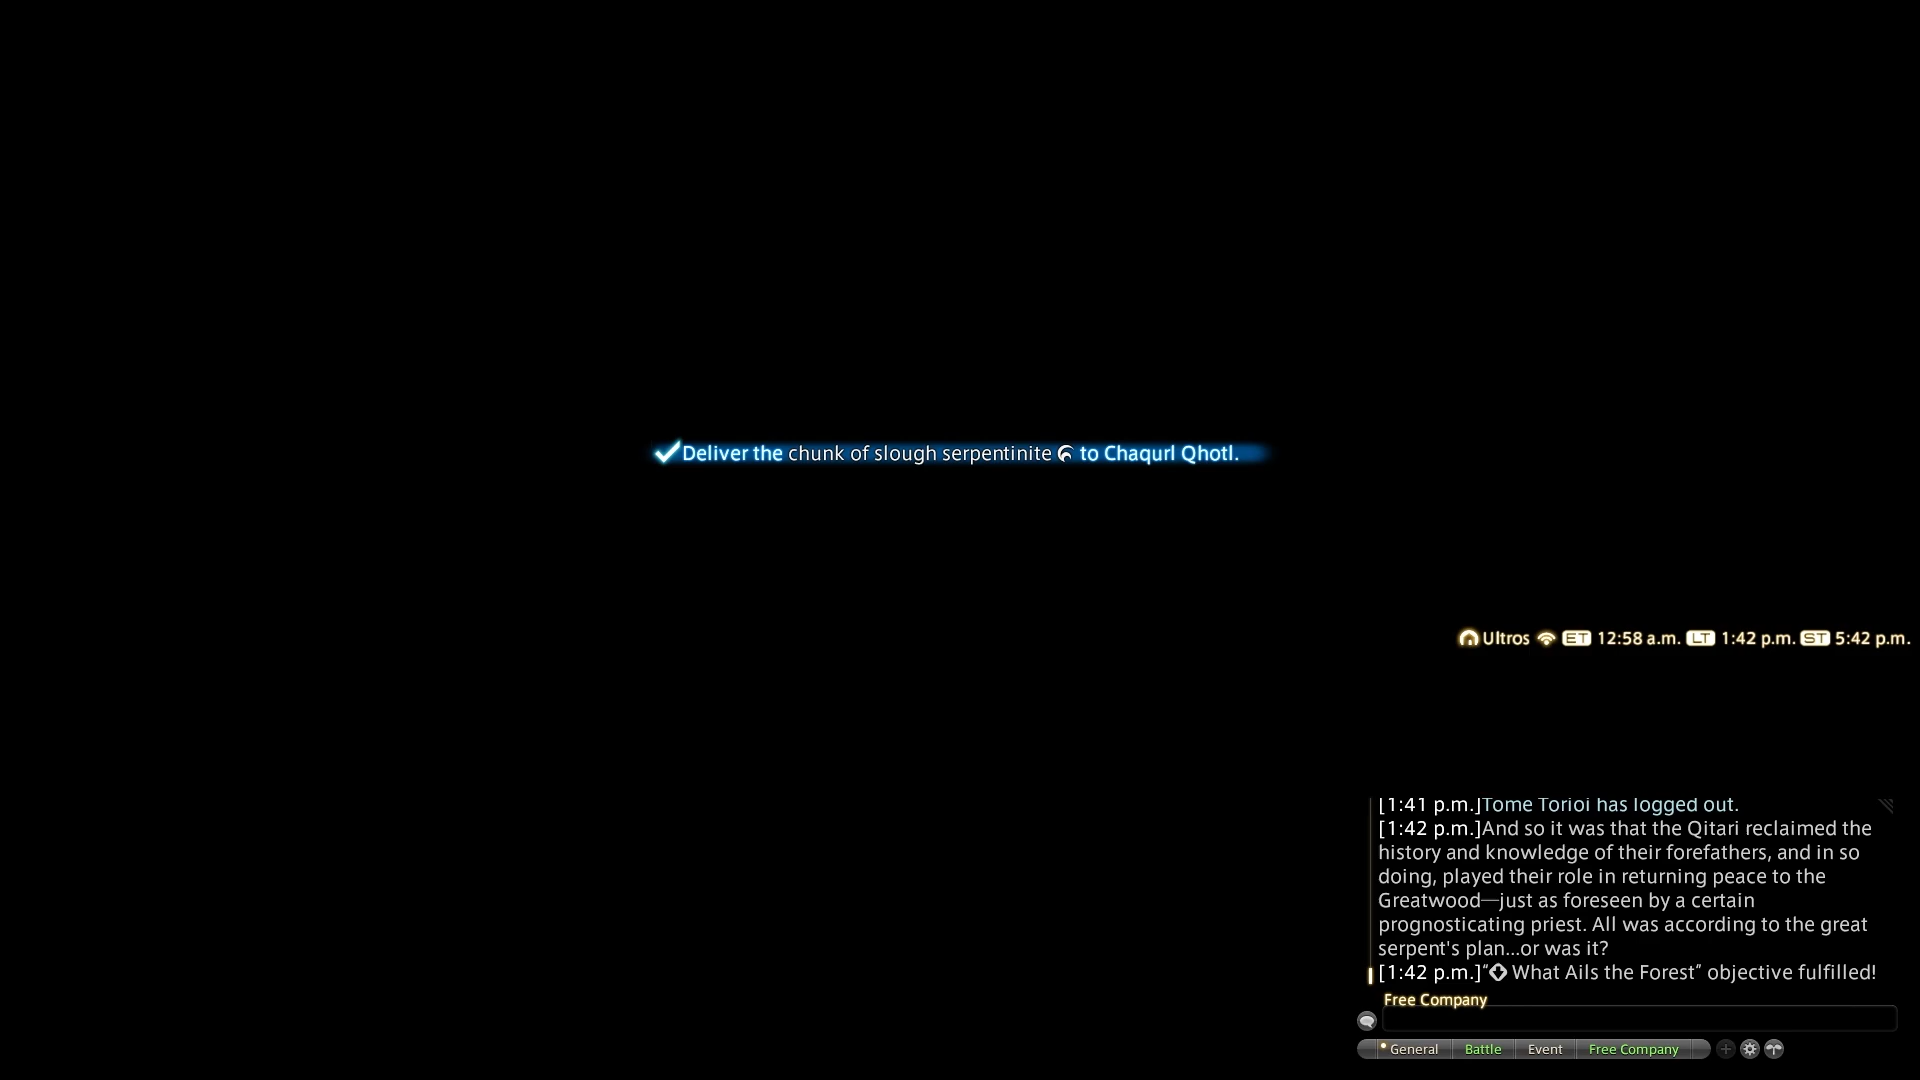 Deliver the chunk of slough serpentinite to Chaqurl Qhotl.
Ultros ET 12:58 a.m. LT 1:42 p.m. ST 5:42 p.m.
[1:41 p.m.]Tome Torioi has logged out.
[1:42 p.m.]And so it was that the Qitari reclaimed the
history and knowledge of their forefathers, and in so
doing, played their role in returning peace to the
Greatwood—just as foreseen by a certain
prognosticating priest. All was according to the great
serpent's plan...or was it?
[1:42 p.m.]"What Ails the Forest" objective fulfilled!
Free Company
General Battle Event Free Company